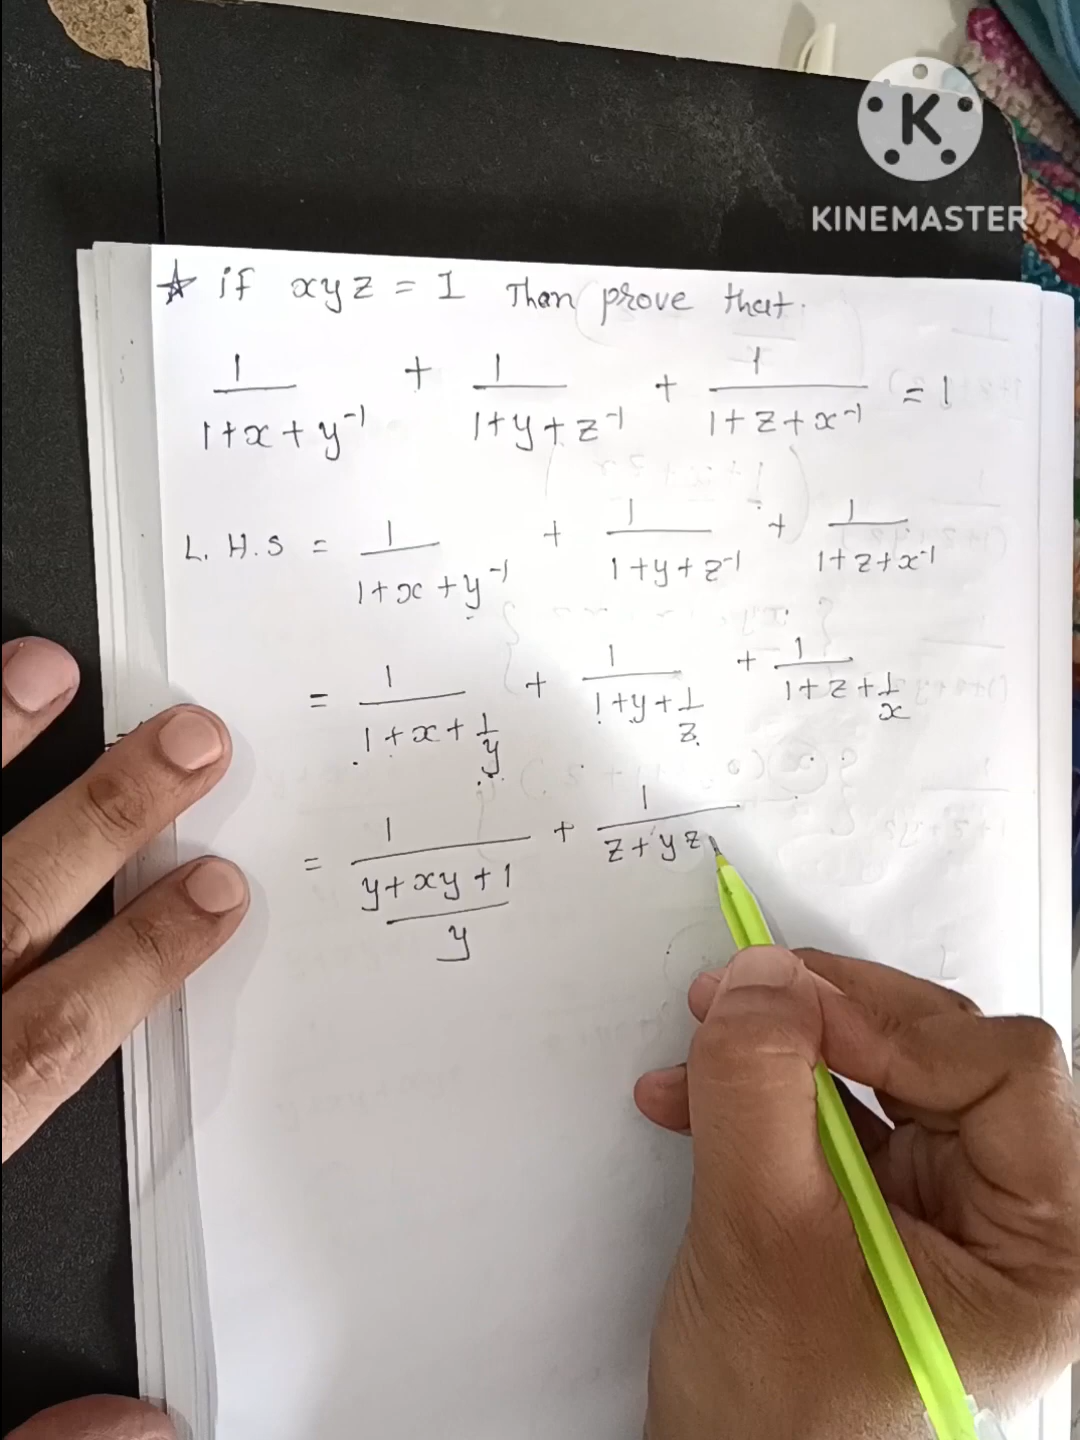 KINEMASTER
☆ if xyz = 1 Than prove that.
1/(1+x+y⁻¹) + 1/(1+y+z⁻¹) + 1/(1+z+x⁻¹) = 1
L.H.S = 1/(1+x+y⁻¹) + 1/(1+y+z⁻¹) + 1/(1+z+x⁻¹)
= 1/(1+x+1/y) + 1/(1+y+1/z) + 1/(1+z+1/x)
= 1/((y+xy+1)/y) + 1/(z+yz